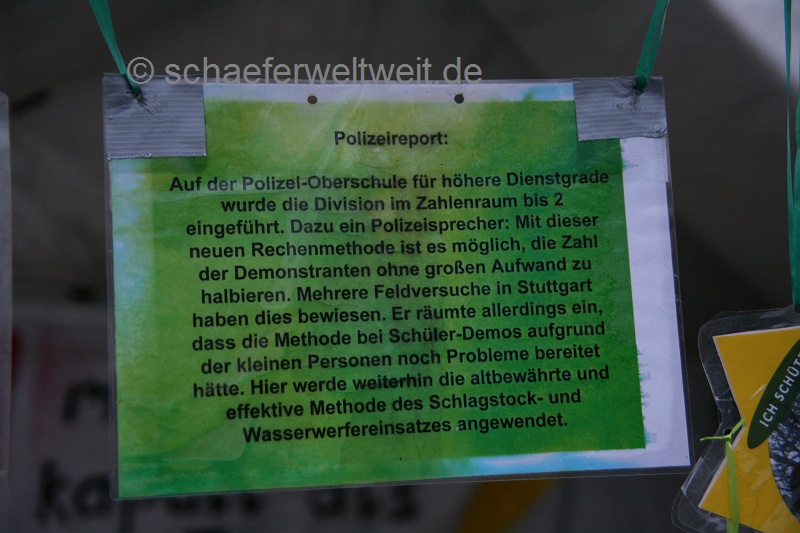 © schaeferweltweit.de
Polizeireport:
Auf der Polizei-Oberschule für höhere Dienstgrade
wurde die Division im Zahlenraum bis 2
eingeführt. Dazu ein Polizeisprecher: Mit dieser
neuen Rechenmethode ist es möglich, die Zahl
der Demonstranten ohne großen Aufwand zu
halbieren. Mehrere Feldversuche in Stuttgart
haben dies bewiesen. Er räumte allerdings ein,
dass die Methode bei Schüler-Demos aufgrund
der kleinen Personen noch Probleme bereitet
hätte. Hier werde weiterhin die altbewährte und
effektive Methode des Schlagstock- und
Wasserwerfereinsatzes angewendet.
ICH SCHÜT